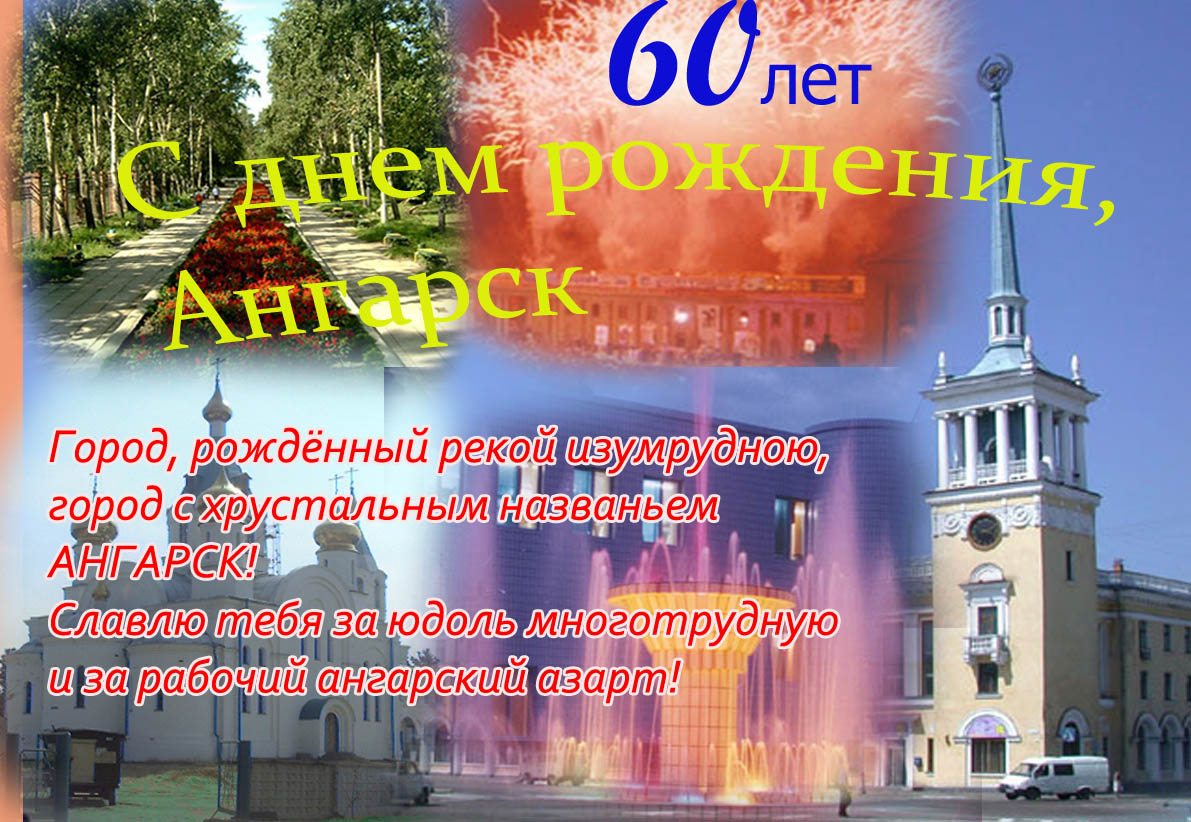 60 лет
С днем рождения,
Ангарск
Город, рождённый рекой изумрудною,
город с хрустальным названьем
АНГАРСК!
Славлю тебя за юдоль многотрудную
и за рабочий ангарский азарт!